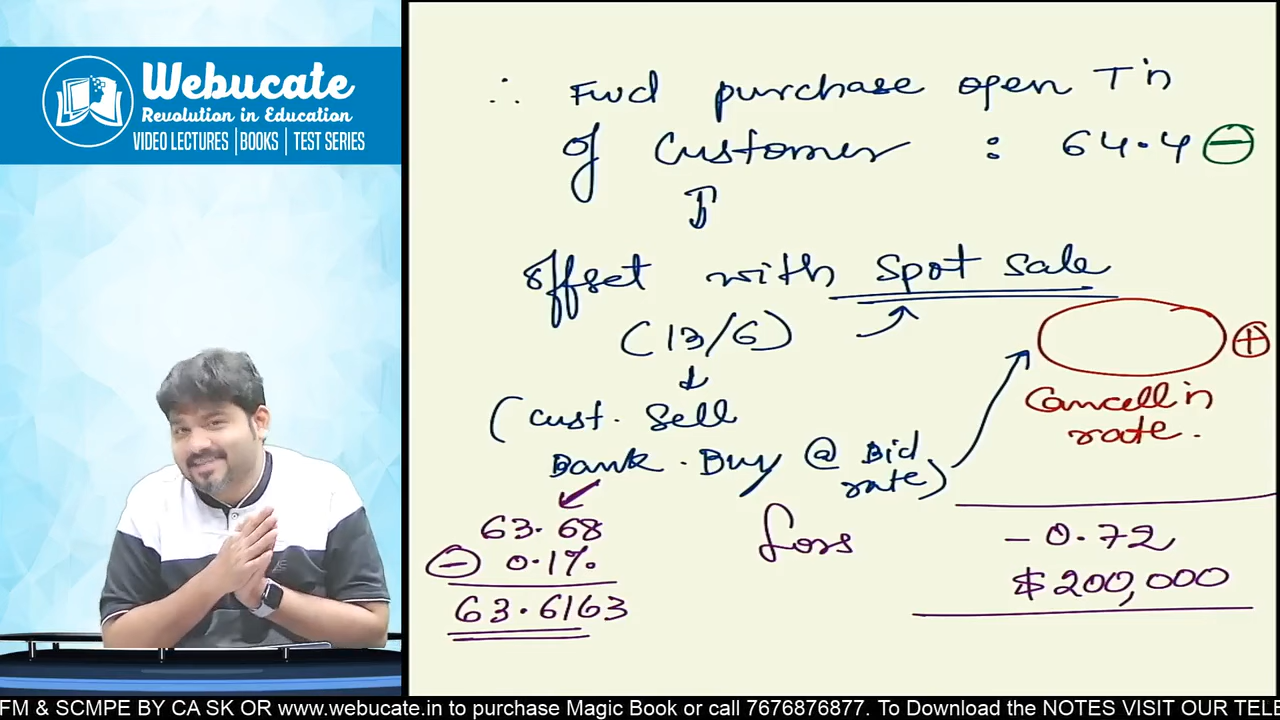 Webucate
Revolution in Education
VIDEO LECTURES | BOOKS | TEST SERIES
∴ Fwd purchase open T'n
of Customer : 64.4 ⊖
⇓
offset with spot sale
(13/6)
(Cust. Sell
Bank. Buy @ Bid
rate)
⊕
Cancell'n
rate.
63.68
⊖ 0.1%
63.6163
Loss
- 0.72
$200,000
FM & SCMPE BY CA SK OR www.webucate.in to purchase Magic Book or call 7676876877. To Download the NOTES VISIT OUR TELE